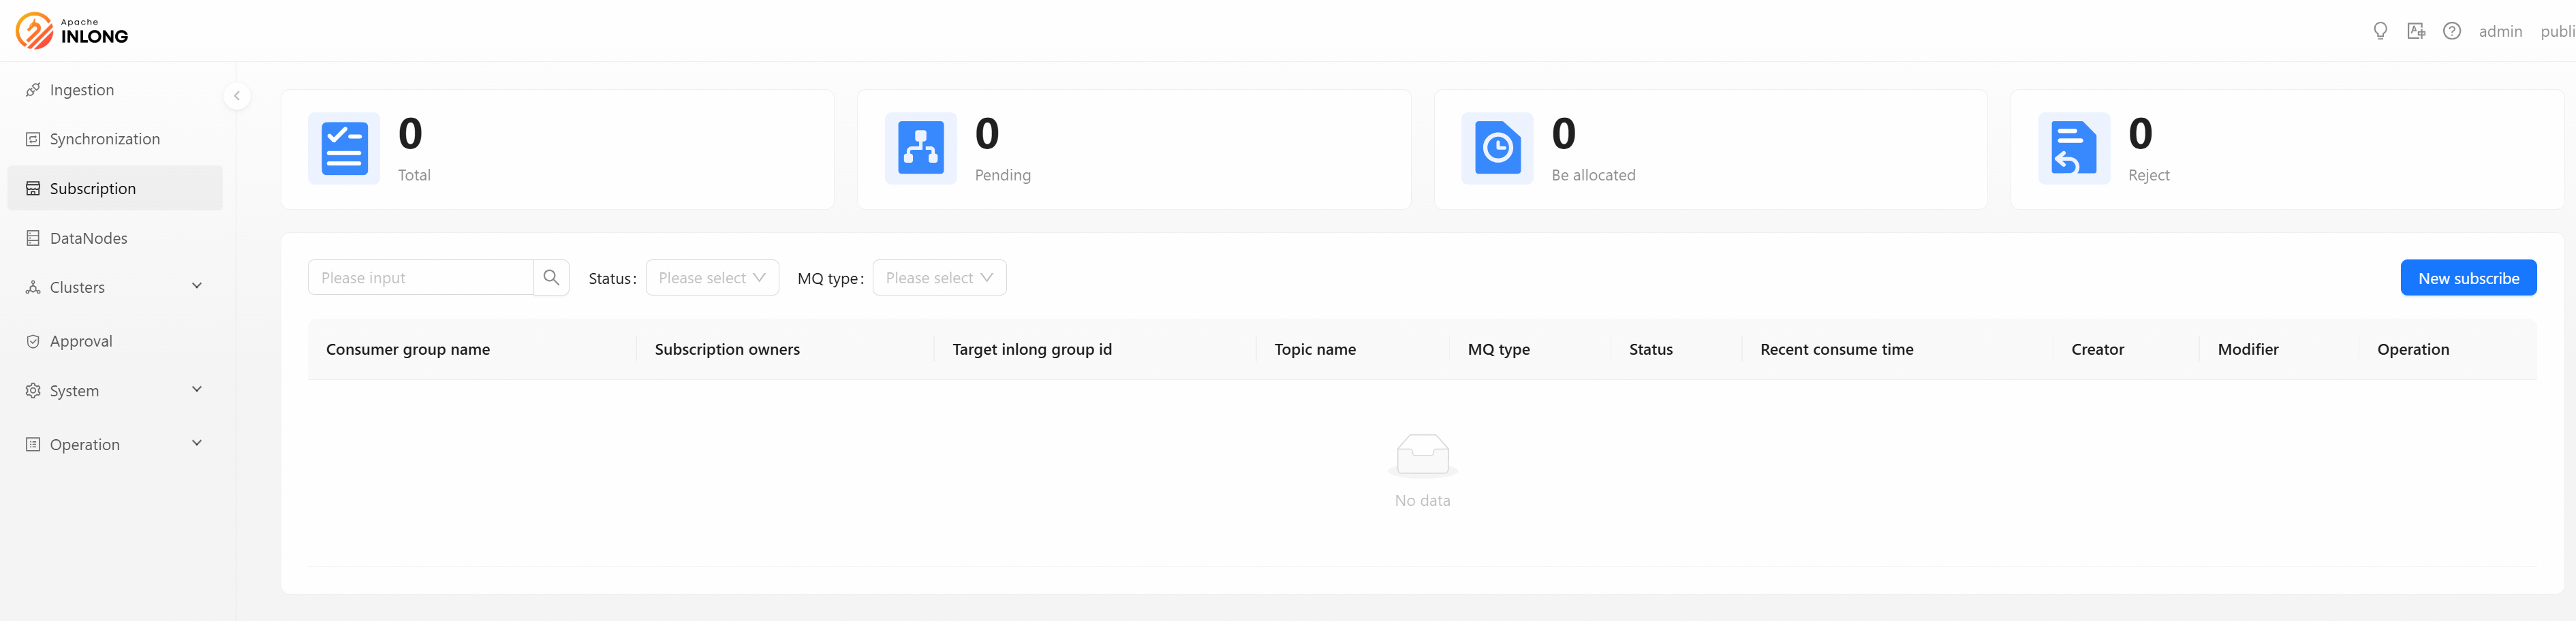 Apache
INLONG
admin publi
Ingestion
Synchronization
Subscription
DataNodes
Clusters
Approval
System
Operation
0
Total
0
Pending
0
Be allocated
0
Reject
Please input
Status: Please select
MQ type: Please select
New subscribe
Consumer group name Subscription owners Target inlong group id Topic name MQ type Status Recent consume time Creator Modifier Operation
No data